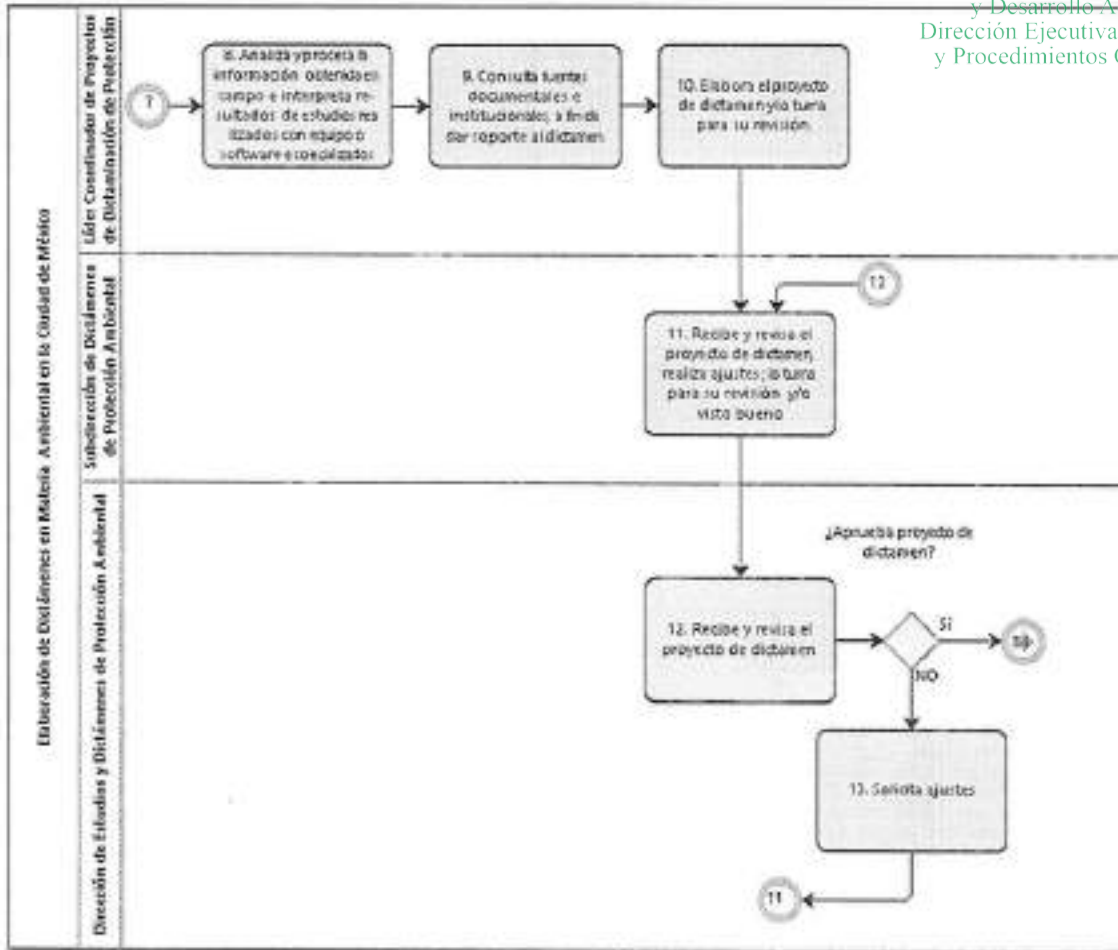 y Desarrollo A
Dirección Ejecutiva
y Procedimientos
Elaboración de Dictámenes en Materia Ambiental en la Ciudad de México
Líder Coordinador de Proyectos
de Dictaminación de Protección
7
8. Analiza y procesa la
información obtenida en
campo e interpreta re-
sultados de estudios rea
lizados con equipo o
software especializados
9. Consulta fuentes
documentales e
institucionales, a fin de
dar soporte al dictamen
10. Elabora el proyecto
de dictamen y lo turna
para su revisión.
Subdirección de Dictámenes
de Protección Ambiental
11. Recibe y revisa el
proyecto de dictamen,
realiza ajustes; lo turna
para su revisión y/o
visto bueno
Dirección de Estudios y Dictámenes de Protección Ambiental
12. Recibe y revisa el
proyecto de dictamen
¿Aprueba proyecto de
dictamen?
Sí
NO
13. Solicita ajustes
11